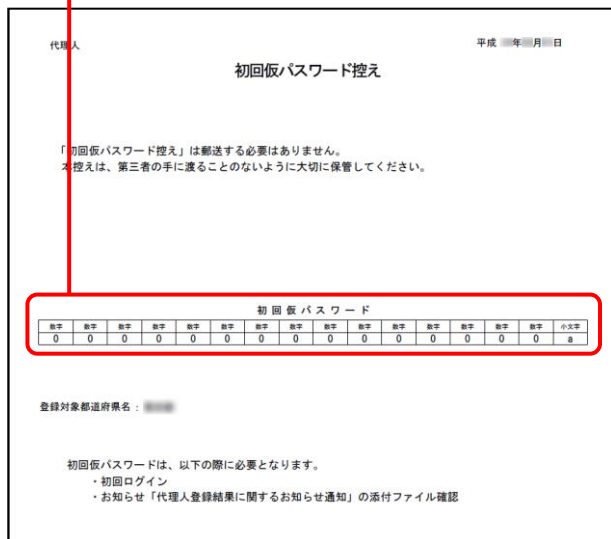 代理人
平成 年 月 日
初回仮パスワード控え
「初回仮パスワード控え」は郵送する必要はありません。
本控えは、第三者の手に渡ることのないように大切に保管してください。
初回仮パスワード
数字 数字 数字 数字 数字 数字 数字 数字 数字 数字 数字 数字 数字 数字 数字 小文字
0 0 0 0 0 0 0 0 0 0 0 0 0 0 0 a
登録対象都道府県名：
初回仮パスワードは、以下の際に必要となります。
・初回ログイン
・お知らせ「代理人登録結果に関するお知らせ通知」の添付ファイル確認